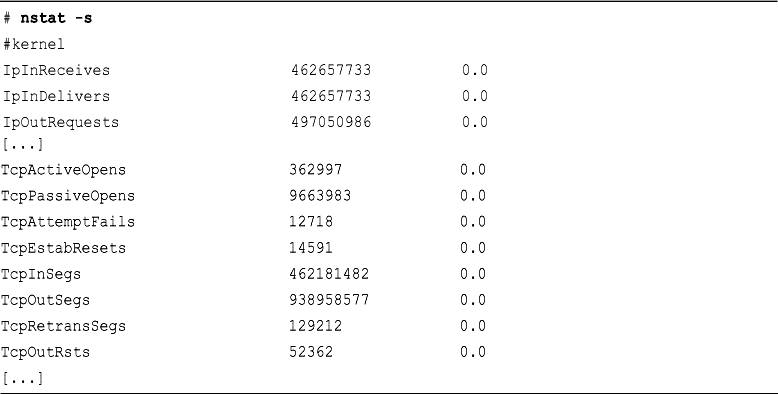 # nstat -s
#kernel
IpInReceives 462657733 0.0
IpInDelivers 462657733 0.0
IpOutRequests 497050986 0.0
[...]
TcpActiveOpens 362997 0.0
TcpPassiveOpens 9663983 0.0
TcpAttemptFails 12718 0.0
TcpEstabResets 14591 0.0
TcpInSegs 462181482 0.0
TcpOutSegs 938958577 0.0
TcpRetransSegs 129212 0.0
TcpOutRsts 52362 0.0
[...]